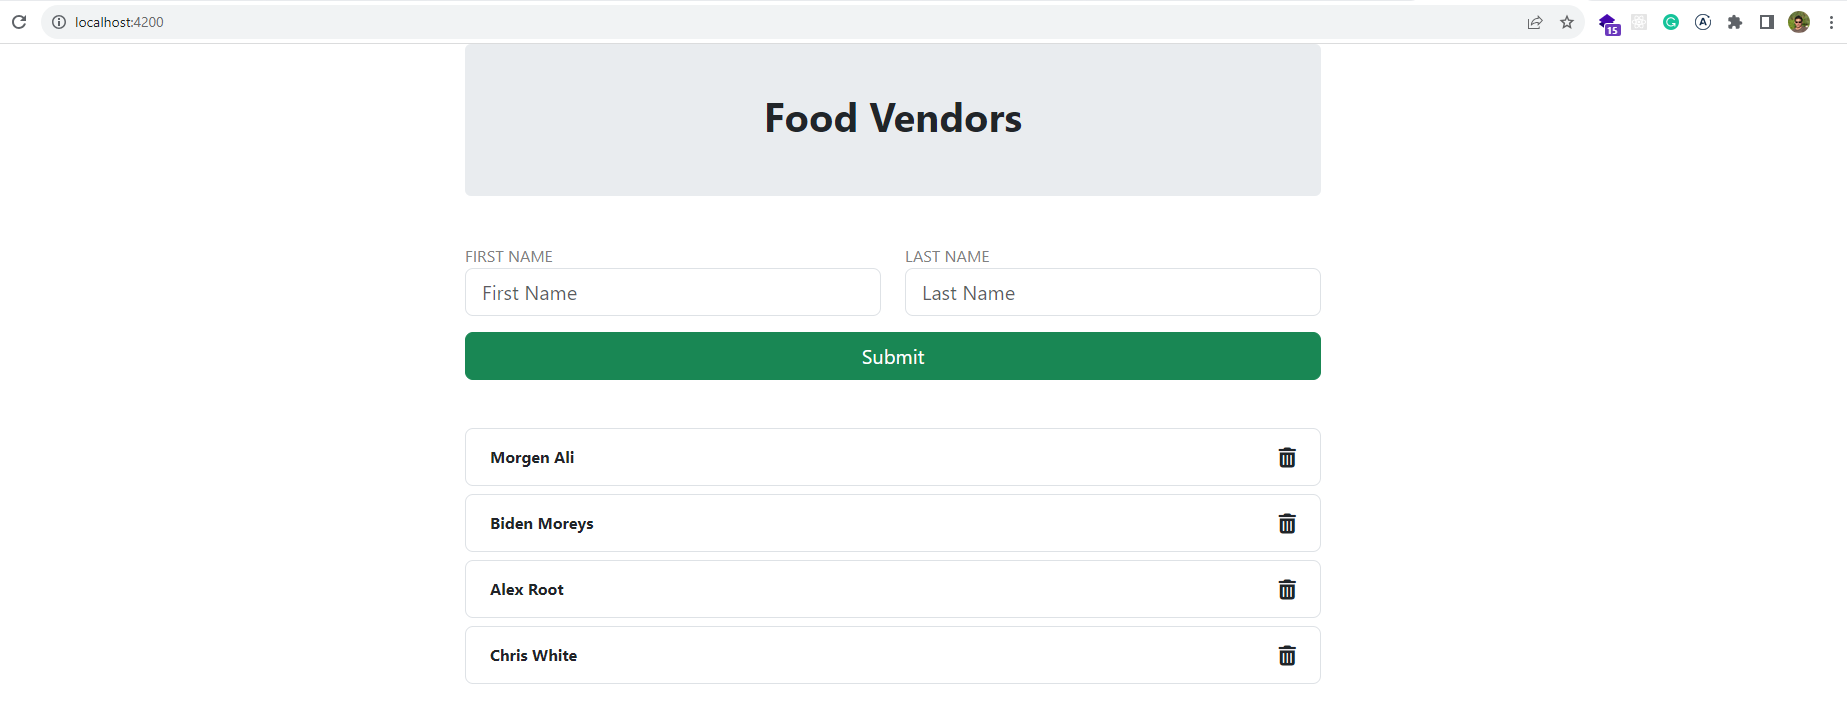 localhost:4200
15
Food Vendors
FIRST NAME
LAST NAME
First Name
Last Name
Submit
Morgen Ali
Biden Moreys
Alex Root
Chris White